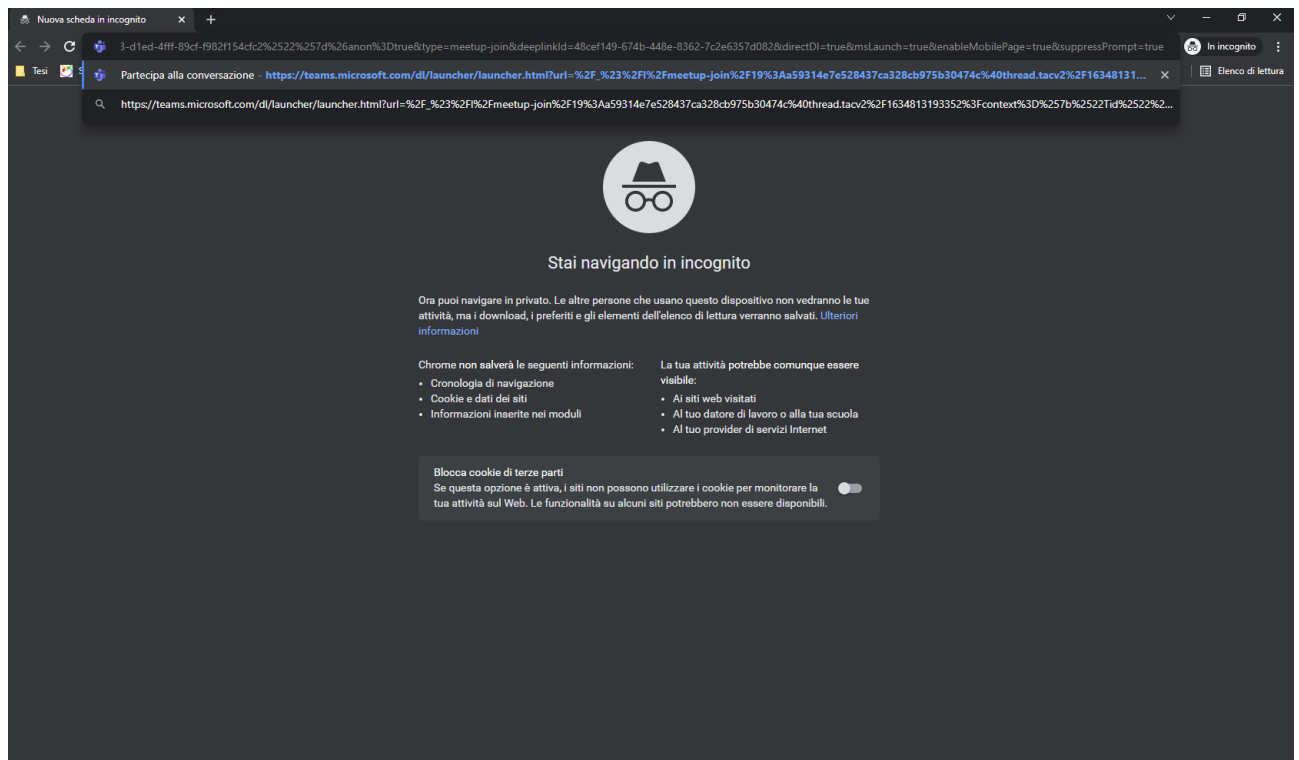 Nuova scheda in incognito
3-d1ed-4fff-89cf-f982f154cfc2%2522%257d%26anon%3Dtrue&type=meetup-join&deeplinkId=48cef149-674b-448e-8362-7c2e6357d082&directDl=true&msLaunch=true&enableMobilePage=true&suppressPrompt=true
In incognito
Tesi
Partecipa alla conversazione - https://teams.microsoft.com/dl/launcher/launcher.html?url=%2F_%23%2Fl%2Fmeetup-join%2F19%3Aa59314e7e528437ca328cb975b30474c%40thread.tacv2%2F16348131...
Elenco di lettura
https://teams.microsoft.com/dl/launcher/launcher.html?url=%2F_%23%2Fl%2Fmeetup-join%2F19%3Aa59314e7e528437ca328cb975b30474c%40thread.tacv2%2F1634813193352%3Fcontext%3D%257b%2522Tid%2522%2...
Stai navigando in incognito
Ora puoi navigare in privato. Le altre persone che usano questo dispositivo non vedranno le tue
attività, ma i download, i preferiti e gli elementi dell'elenco di lettura verranno salvati. Ulteriori
informazioni
Chrome non salverà le seguenti informazioni:
• Cronologia di navigazione
• Cookie e dati dei siti
• Informazioni inserite nei moduli
La tua attività potrebbe comunque essere
visibile:
• Ai siti web visitati
• Al tuo datore di lavoro o alla tua scuola
• Al tuo provider di servizi Internet
Blocca cookie di terze parti
Se questa opzione è attiva, i siti non possono utilizzare i cookie per monitorare la
tua attività sul Web. Le funzionalità su alcuni siti potrebbero non essere disponibili.